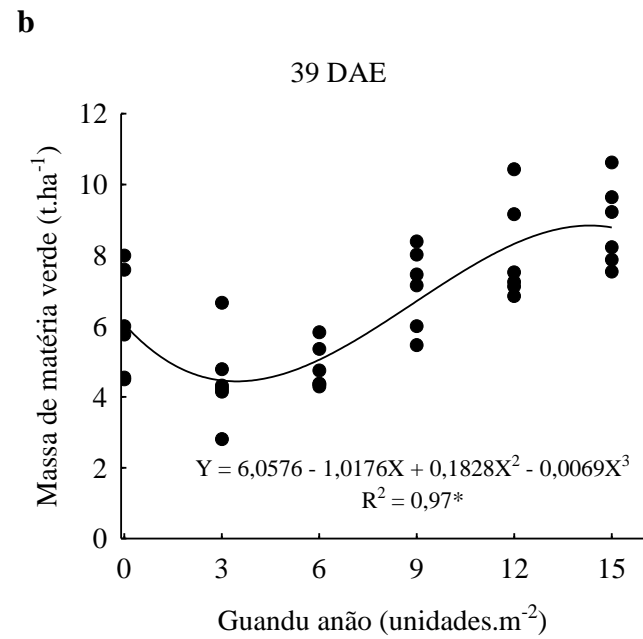 b
39 DAE
Massa de matéria verde (t.ha⁻¹)
12
10
8
6
4
2
0
Y = 6,0576 - 1,0176X + 0,1828X² - 0,0069X³
R² = 0,97*
0 3 6 9 12 15
Guandu anão (unidades.m⁻²)